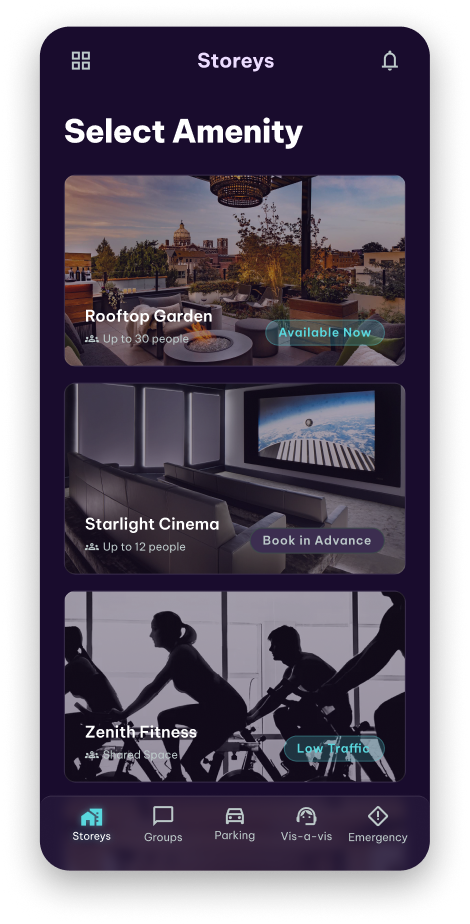 Storeys
Select Amenity
Rooftop Garden
Up to 30 people
Available Now
Starlight Cinema
Up to 12 people
Book in Advance
Zenith Fitness
Shared Space
Low Traffic
Storeys
Groups
Parking
Vis-a-vis
Emergency